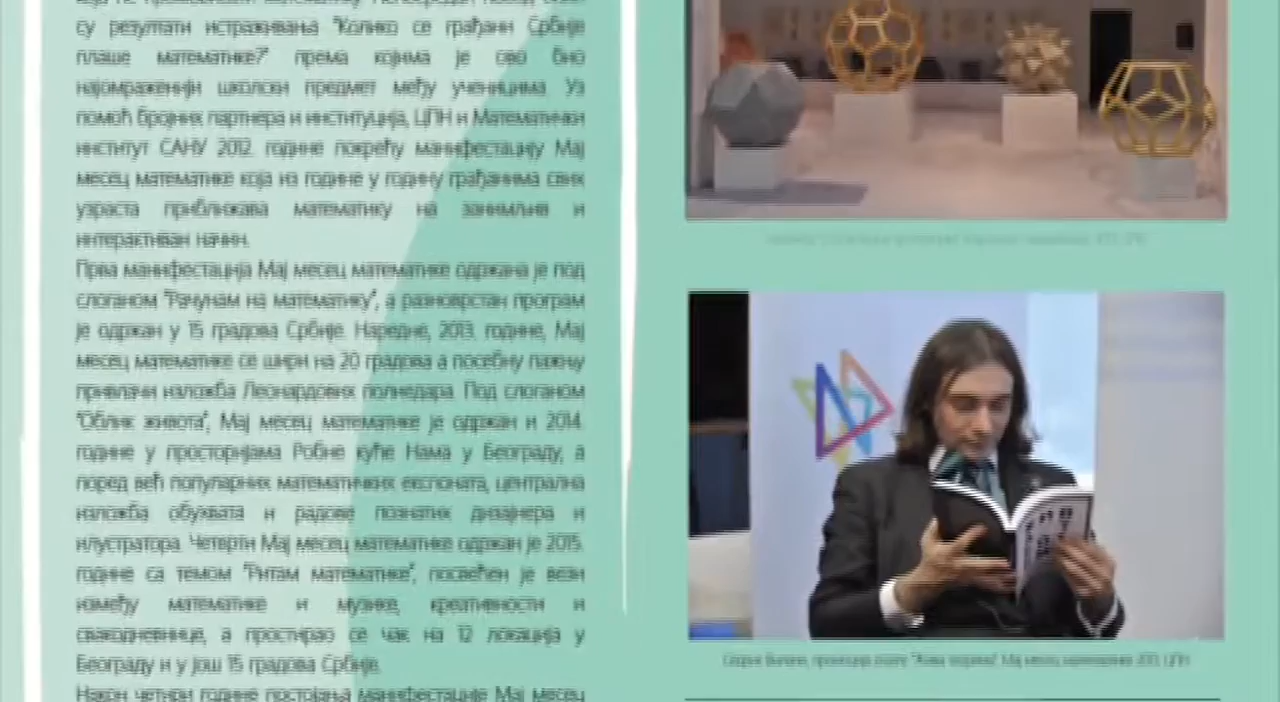 су резултати истраживања "Колико се грађани Србије
плаше математике?" према којима је ово био
најомраженији школски предмет међу ученицима. Уз
помоћ бројних партнера и институција, ЦПН и Математички
институт САНУ 2012. године покрећу манифестацију Мај
месец математике која из године у годину грађанима свих
узраста приближава математику на занимљив и
интерактиван начин.
Прва манифестација Мај месец математике одржана је под
слоганом "Рачунам на математику", а разноврстан програм
је одржан у 15 градова Србије. Наредне, 2013. године, Мај
месец математике се шири на 20 градова а посебну пажњу
привлачи изложба Леонардових полиедара. Под слоганом
"Облик живота", Мај месец математике је одржан и 2014.
године у просторијама Робне куће Нама у Београду, а
поред већ популарних математичких експоната, централна
изложба обухвата и радове познатих дизајнера и
илустратора. Четврти Мај месец математике одржан је 2015.
године са темом "Ритам математике", посвећен је вези
између математике и музике, креативности и
свакодневнице, а простирао се чак на 12 локација у
Београду и у још 15 градова Србије.
Након четири године постојања манифестације Мај месец